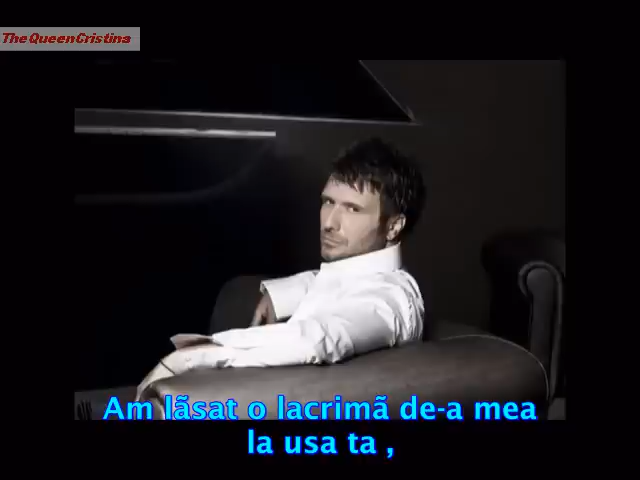 TheQueenCristina
Am lãsat o lacrimã de-a mea
la usa ta ,